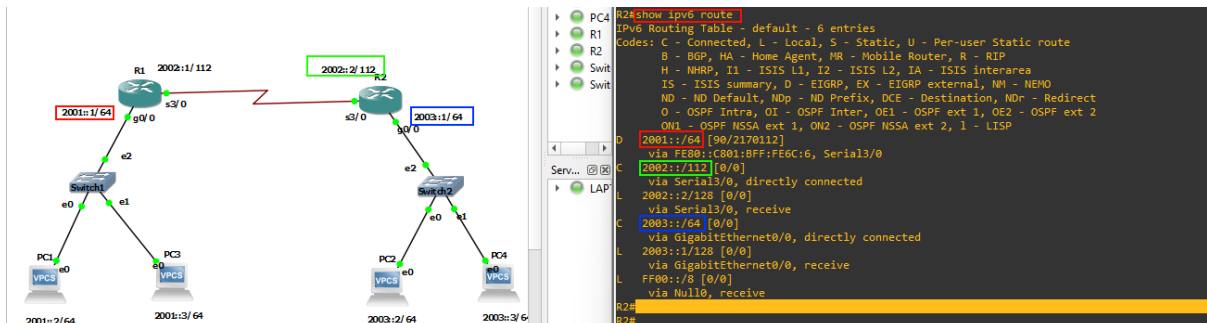 R1
2002::1/112
s3/0
2001::1/64
g0/0
e2
Switch1
e0
e1
PC1
PC3
e0
e0
VPCS
VPCS
2001::2/64
2001::3/64
2002::2/112
R2
s3/0
2003::1/64
g0/0
e2
Switch2
e0
e1
PC2
PC4
e0
e0
VPCS
VPCS
2003::2/64
2003::3/64
PC4
R1
R2
Swit
Swit
Serv...
LAP
R2#show ipv6 route
IPv6 Routing Table - default - 6 entries
Codes: C - Connected, L - Local, S - Static, U - Per-user Static route
B - BGP, HA - Home Agent, MR - Mobile Router, R - RIP
H - NHRP, I1 - ISIS L1, I2 - ISIS L2, IA - ISIS interarea
IS - ISIS summary, D - EIGRP, EX - EIGRP external, NM - NEMO
ND - ND Default, NDp - ND Prefix, DCE - Destination, NDr - Redirect
O - OSPF Intra, OI - OSPF Inter, OE1 - OSPF ext 1, OE2 - OSPF ext 2
ON1 - OSPF NSSA ext 1, ON2 - OSPF NSSA ext 2, l - LISP
D 2001::/64 [90/2170112]
via FE80::C801:BFF:FE6C:6, Serial3/0
C 2002::/112 [0/0]
via Serial3/0, directly connected
L 2002::2/128 [0/0]
via Serial3/0, receive
C 2003::/64 [0/0]
via GigabitEthernet0/0, directly connected
L 2003::1/128 [0/0]
via GigabitEthernet0/0, receive
L FF00::/8 [0/0]
via Null0, receive
R2#
R2#